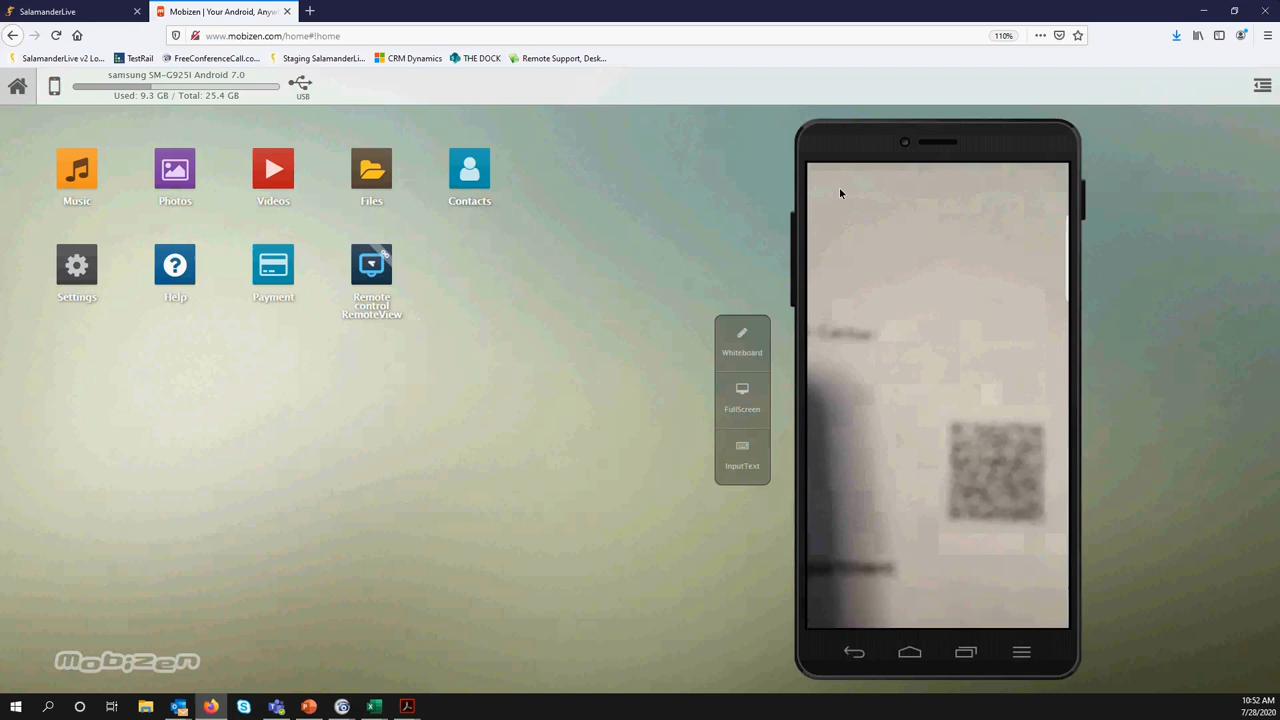 SalamanderLive
Mobizen | Your Android, Anyw
www.mobizen.com/home#!home
110%
SalamanderLive v2 Lo...
TestRail
FreeConferenceCall.co...
Staging SalamanderLi...
CRM Dynamics
THE DOCK
Remote Support, Desk...
samsung SM-G925I Android 7.0
Used: 9.3 GB / Total: 25.4 GB
USB
Music
Photos
Videos
Files
Contacts
Settings
Help
Payment
Remote
control
RemoteView
Whiteboard
FullScreen
InputText
mobizen
10:52 AM
7/28/2020